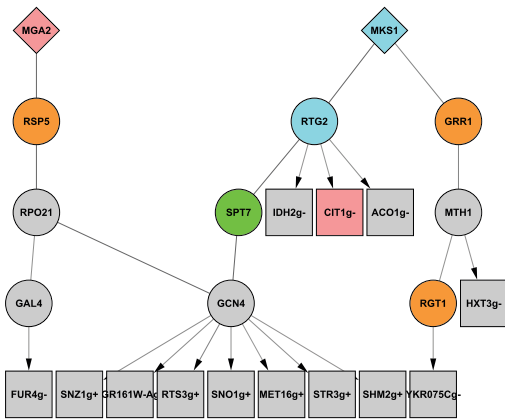 MGA2
MKS1
RSP5
RTG2
GRR1
RPO21
SPT7
IDH2g-
CIT1g-
ACO1g-
MTH1
GAL4
GCN4
RGT1
HXT3g-
FUR4g-
SNZ1g+
RTS3g+
SNO1g+
MET16g+
STR3g+
SHM2g+
YKR075Cg-